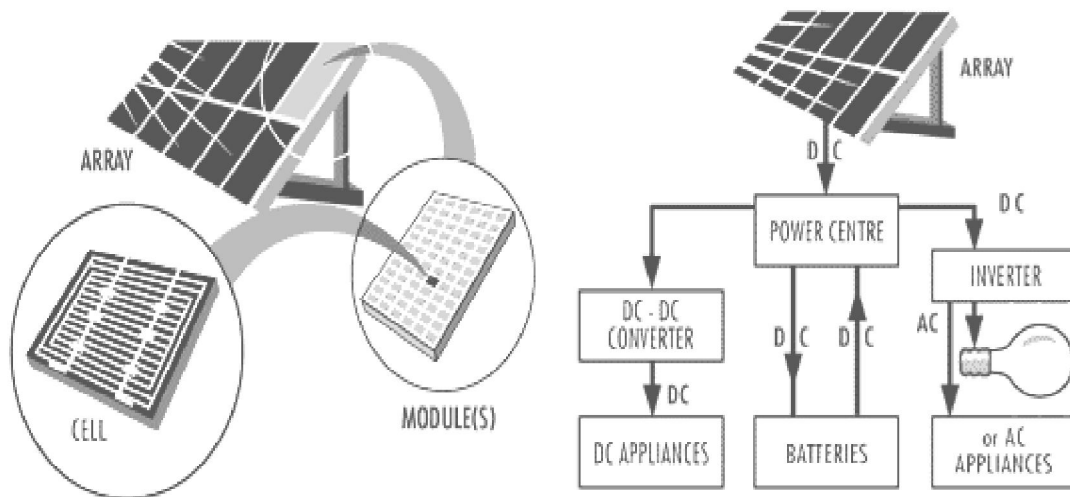 ARRAY
CELL
MODULE(S)
ARRAY
DC
POWER CENTRE
DC
INVERTER
DC - DC
CONVERTER
DC
DC
AC
DC
DC APPLIANCES
BATTERIES
or AC
APPLIANCES